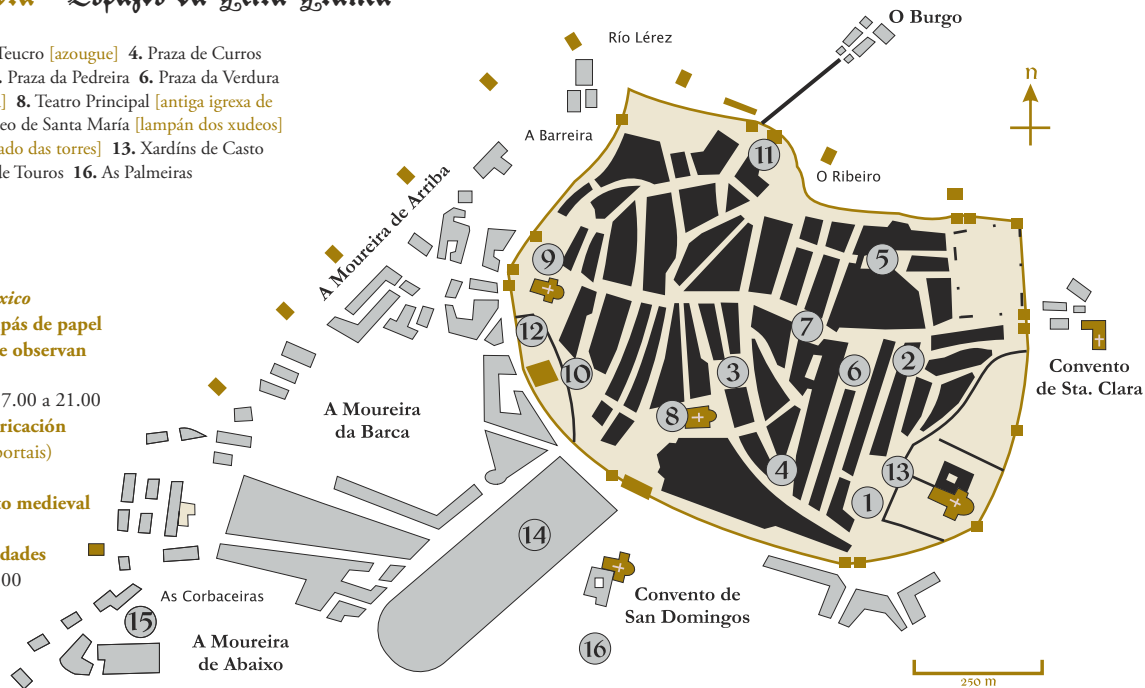 Teucro [azougue] 4. Praza de Curros
. Praza da Pedreira 6. Praza da Verdura
] 8. Teatro Principal [antiga igrexa de
eo de Santa María [lampán dos xudeos]
ado das torres] 13. Xardíns de Casto
de Touros 16. As Palmeiras
xico
pás de papel
e observan
7.00 a 21.00
ricación
portais)
to medieval
dades
:00
O Burgo
Río Lérez
n
A Barreira
11
O Ribeiro
A Moureira de Arriba
9
5
12
7
10
3
6
2
Convento
de Sta. Clara
A Moureira
da Barca
8
4
13
1
14
As Corbaceiras
15
Convento de
San Domingos
A Moureira
de Abaixo
16
250 m